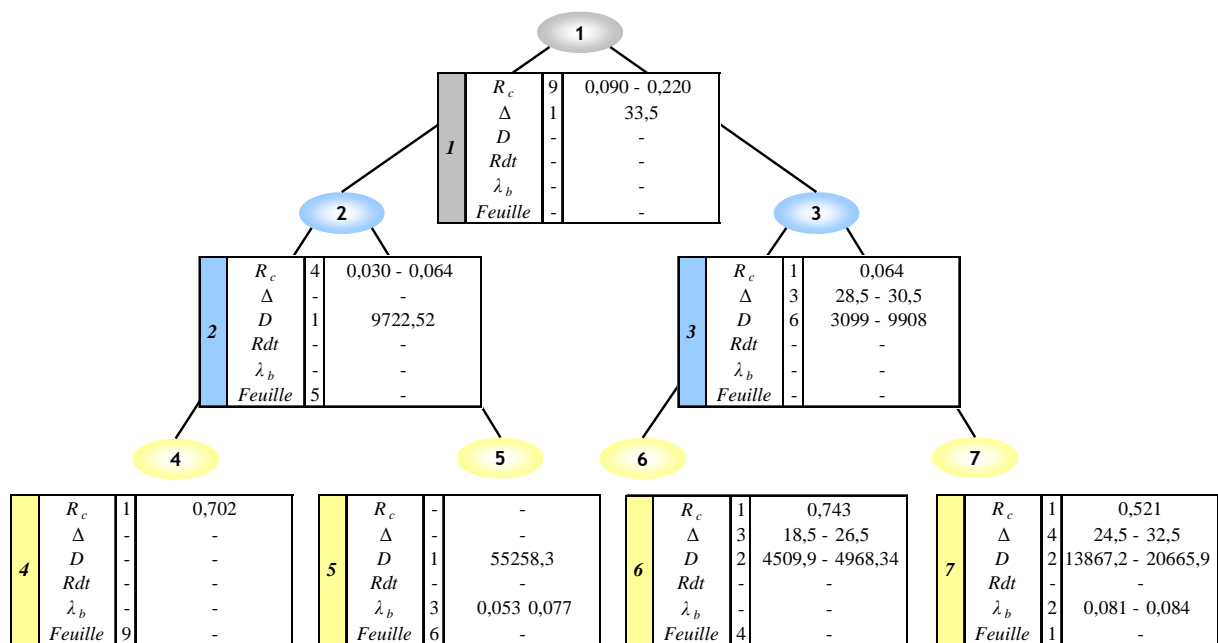 1
1
R c 9 0,090 - 0,220
Δ 1 33,5
D - -
Rdt - -
λ b - -
Feuille - -
2
3
2
R c 4 0,030 - 0,064
Δ - -
D 1 9722,52
Rdt - -
λ b - -
Feuille 5 -
3
R c 1 0,064
Δ 3 28,5 - 30,5
D 6 3099 - 9908
Rdt - -
λ b - -
Feuille - -
4
5
6
7
4
R c 1 0,702
Δ - -
D - -
Rdt - -
λ b - -
Feuille 9 -
5
R c - -
Δ - -
D 1 55258,3
Rdt - -
λ b 3 0,053 0,077
Feuille 6 -
6
R c 1 0,743
Δ 3 18,5 - 26,5
D 2 4509,9 - 4968,34
Rdt - -
λ b - -
Feuille 4 -
7
R c 1 0,521
Δ 4 24,5 - 32,5
D 2 13867,2 - 20665,9
Rdt - -
λ b 2 0,081 - 0,084
Feuille 1 -